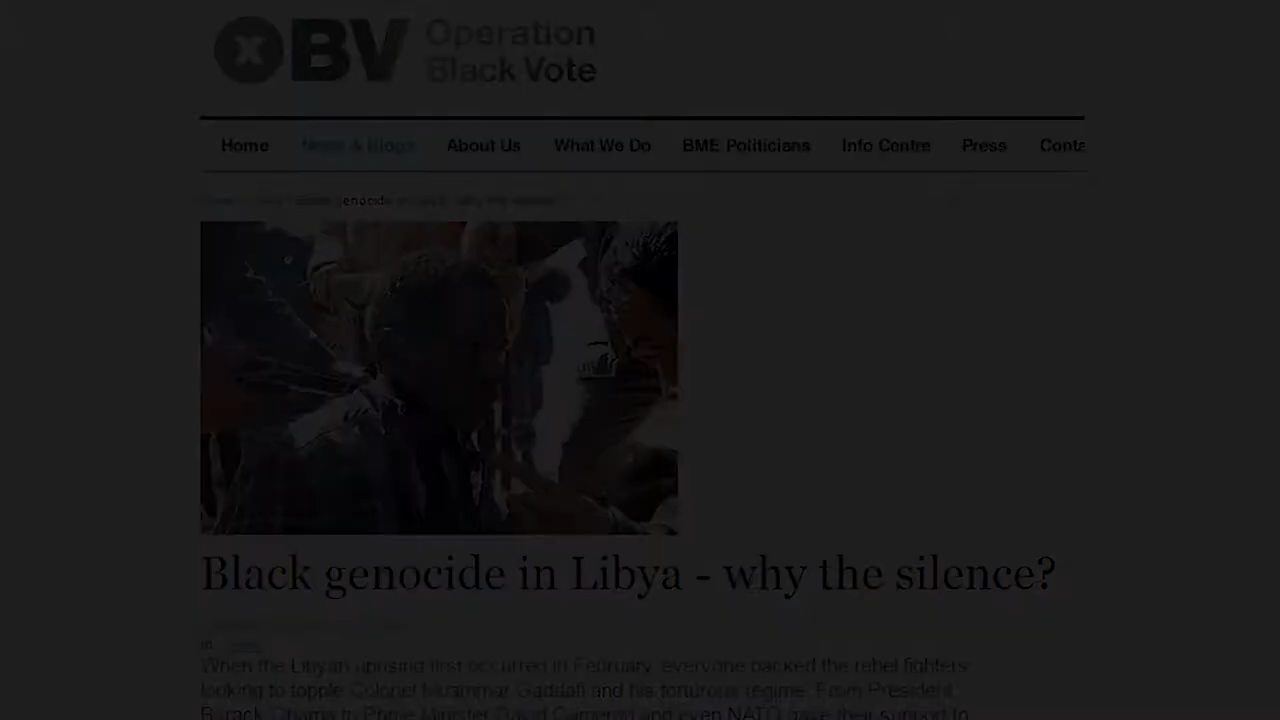 OBV Operation
Black Vote
Home News & Blogs About Us What We Do BME Politicians Info Centre Press Conta
genocide
Black genocide in Libya - why the silence?
in
When the Libyan uprising first occurred in February, everyone backed the rebel fighters
looking to topple Colonel Muammar Gaddafi and his torturous regime. From President
Barack Obama to Prime Minister David Cameron and even NATO gave their support to